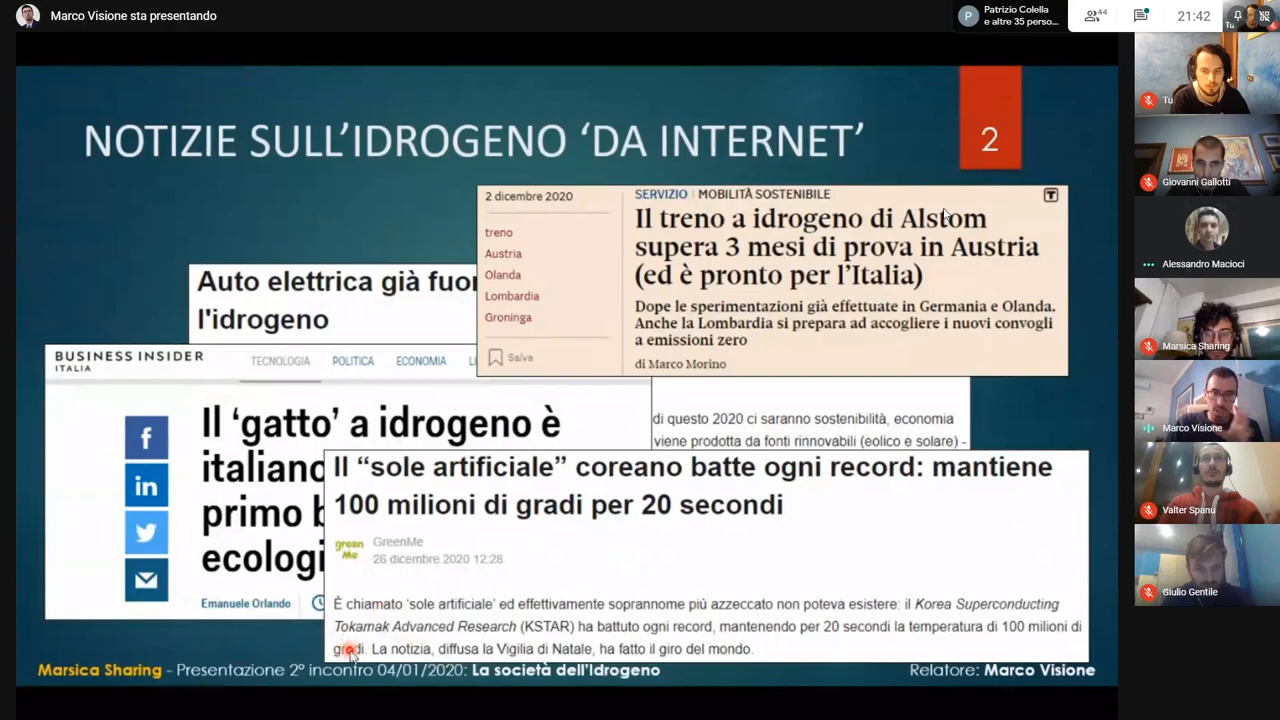 Marco Visione sta presentando
P
Patrizio Colella
e altre 35 perso...
44
21:42
Tu
NOTIZIE SULL'IDROGENO 'DA INTERNET'
2
2 dicembre 2020
treno
Austria
Olanda
Lombardia
Groninga
Salva
SERVIZIO | MOBILITÀ SOSTENIBILE
T
Il treno a idrogeno di Alstom
supera 3 mesi di prova in Austria
(ed è pronto per l'Italia)
Dope le sperimentazioni già effettuate in Germania e Olanda.
Anche la Lombardia si prepara ad accogliere i nuovi convogli
a emissioni zero
di Marco Morino
Auto elettrica già fuor
l'idrogeno
BUSINESS INSIDER
ITALIA
TECNOLOGIA POLITICA ECONOMIA
di questo 2020 ci saranno sostenibilità, economia
viene prodotta da fonti rinnovabili (eolico e solare) -
f
in
Il 'gatto' a idrogeno è
italiano
primo
ecologi
Emanuele Orlando
Il “sole artificiale” coreano batte ogni record: mantiene
100 milioni di gradi per 20 secondi
green
Me
GreenMe
26 dicembre 2020 12:28
È chiamato 'sole artificiale' ed effettivamente soprannome più azzeccato non poteva esistere: il Korea Superconducting
Tokamak Advanced Research (KSTAR) ha battuto ogni record, mantenendo per 20 secondi la temperatura di 100 milioni di
gradi. La notizia, diffusa la Vigilia di Natale, ha fatto il giro del mondo.
Marsica Sharing - Presentazione 2° incontro 04/01/2020: La società dell'Idrogeno
Relatore: Marco Visione
Tu
Giovanni Gallotti
Alessandro Macioci
Marsica Sharing
Marco Visione
Valter Spanu
Giulio Gentile